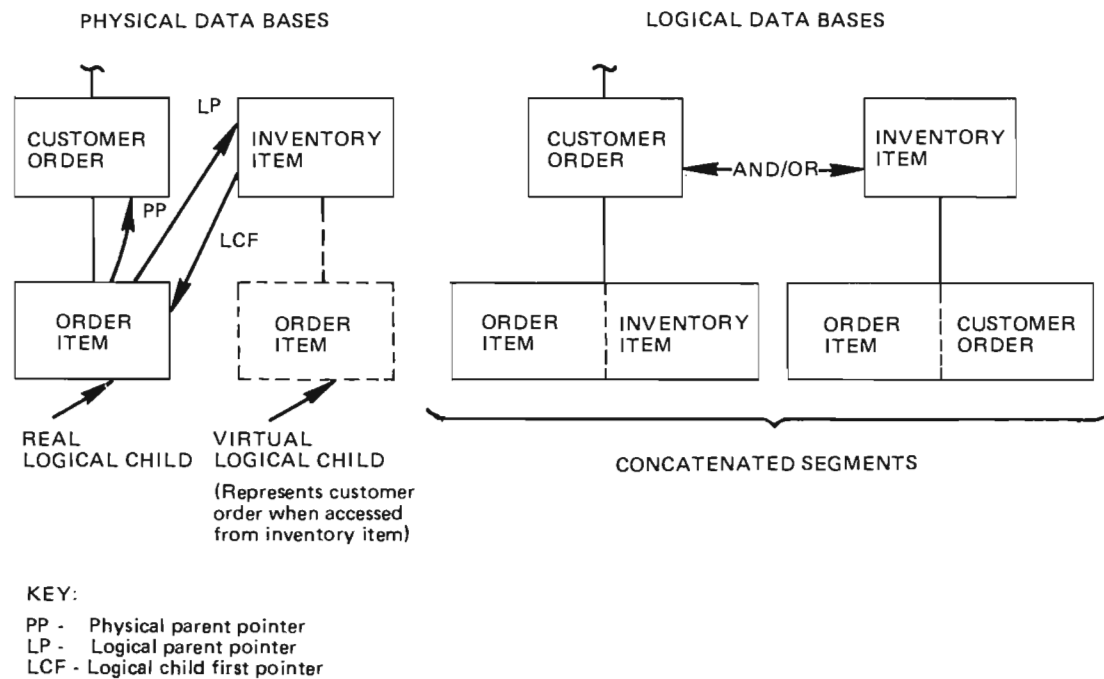 PHYSICAL DATA BASES
LOGICAL DATA BASES
CUSTOMER
ORDER
LP
INVENTORY
ITEM
PP
LCF
ORDER
ITEM
ORDER
ITEM
CUSTOMER
ORDER
AND/OR
INVENTORY
ITEM
ORDER
ITEM
INVENTORY
ITEM
ORDER
ITEM
CUSTOMER
ORDER
REAL
LOGICAL CHILD
VIRTUAL
LOGICAL CHILD
(Represents customer
order when accessed
from inventory item)
CONCATENATED SEGMENTS
KEY:
PP - Physical parent pointer
LP - Logical parent pointer
LCF - Logical child first pointer